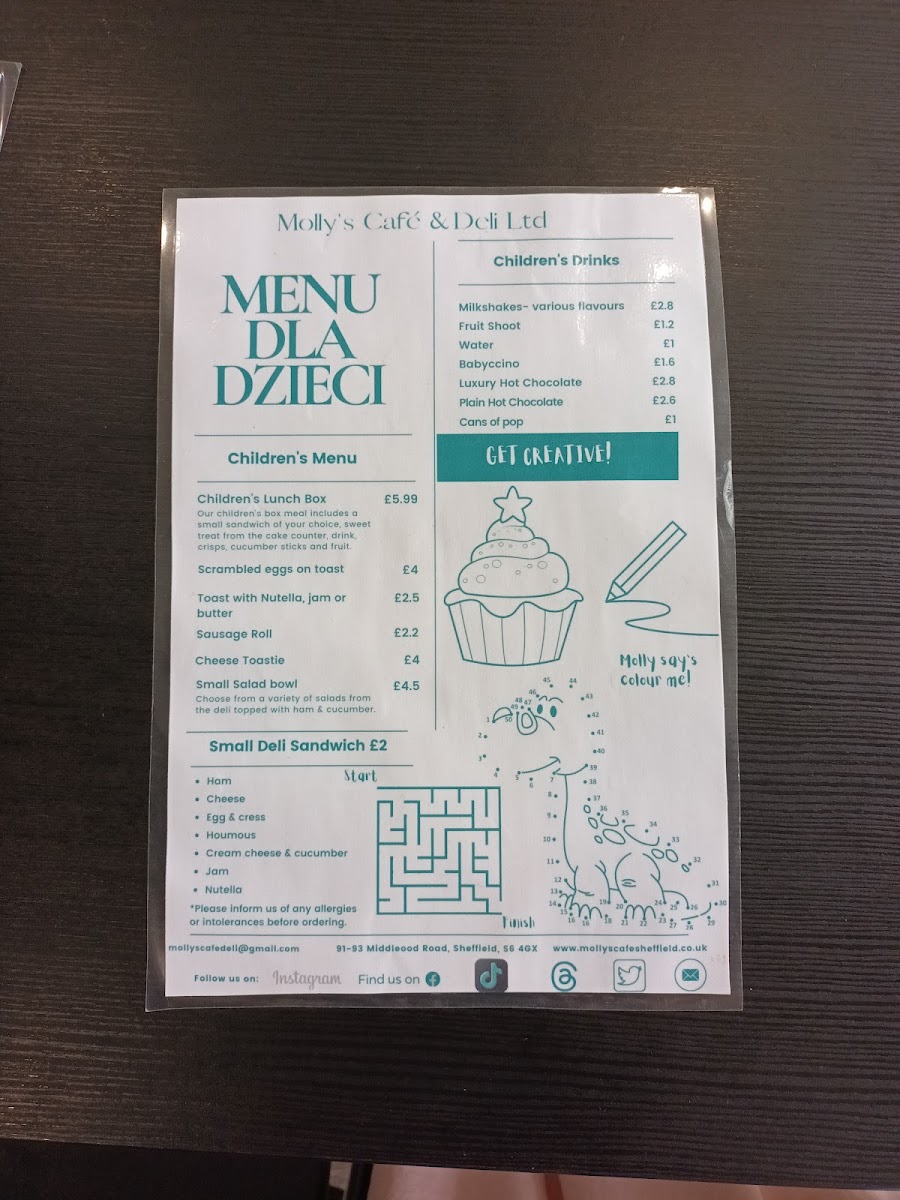 Molly's Café & Deli Ltd
MENU
DLA
DZIECI
Children's Menu
Children's Lunch Box £5.99
Our children's box meal includes a
small sandwich of your choice, sweet
treat from the cake counter, drink,
crisps, cucumber sticks and fruit.
Scrambled eggs on toast £4
Toast with Nutella, jam or £2.5
butter
Sausage Roll £2.2
Cheese Toastie £4
Small Salad bowl £4.5
Choose from a variety of salads from
the deli topped with ham & cucumber.
Small Deli Sandwich £2
• Ham
• Cheese
• Egg & cress
• Houmous
• Cream cheese & cucumber
• Jam
• Nutella
*Please inform us of any allergies
or intolerances before ordering.
Children's Drinks
Milkshakes- various flavours £2.8
Fruit Shoot £1.2
Water £1
Babyccino £1.6
Luxury Hot Chocolate £2.8
Plain Hot Chocolate £2.6
Cans of pop £1
GET CREATIVE!
Molly say's
colour me!
Start
Finish
mollyscafedeli@gmail.com 91-93 Middleood Road, Sheffield, S6 4GX www.mollyscafesheffield.co.uk
Follow us on: Instagram Find us on